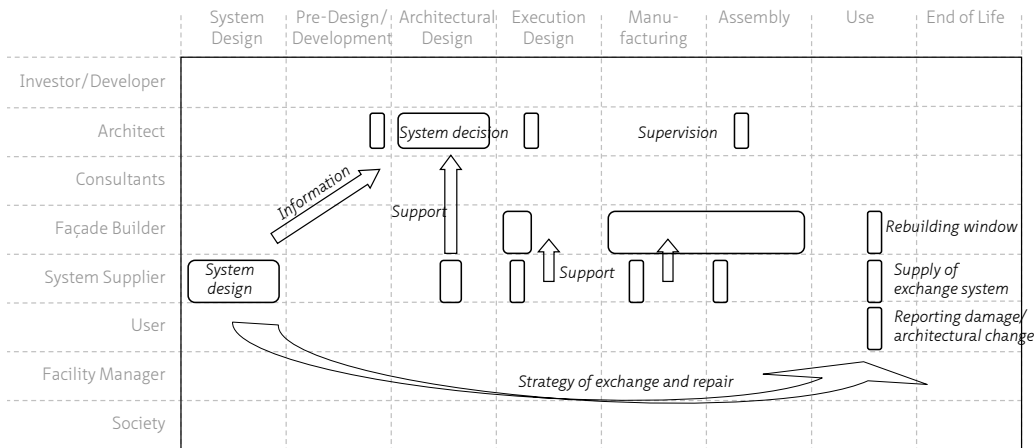 System
Design
Pre-Design/
Development
Architectural
Design
Execution
Design
Manu-
facturing
Assembly
Use
End of Life
Investor/Developer
Architect
System decision
Supervision
Consultants
Information
Support
Façade Builder
Rebuilding window
System Supplier
System
design
Support
Supply of
exchange system
User
Reporting damage/
architectural change
Facility Manager
Strategy of exchange and repair
Society